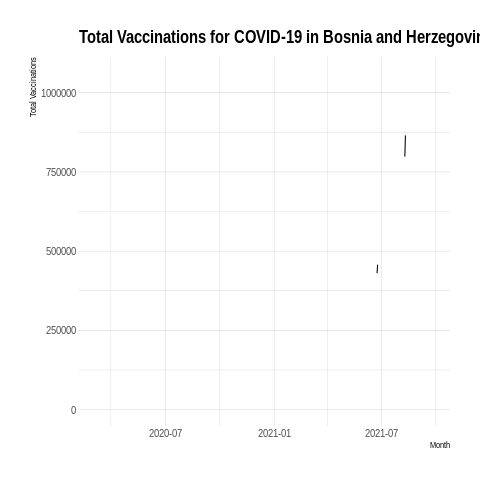 Total Vaccinations for COVID-19 in Bosnia and Herzegovin
Total Vaccinations
1000000
750000
500000
250000
0
2020-07 2021-01 2021-07
Month